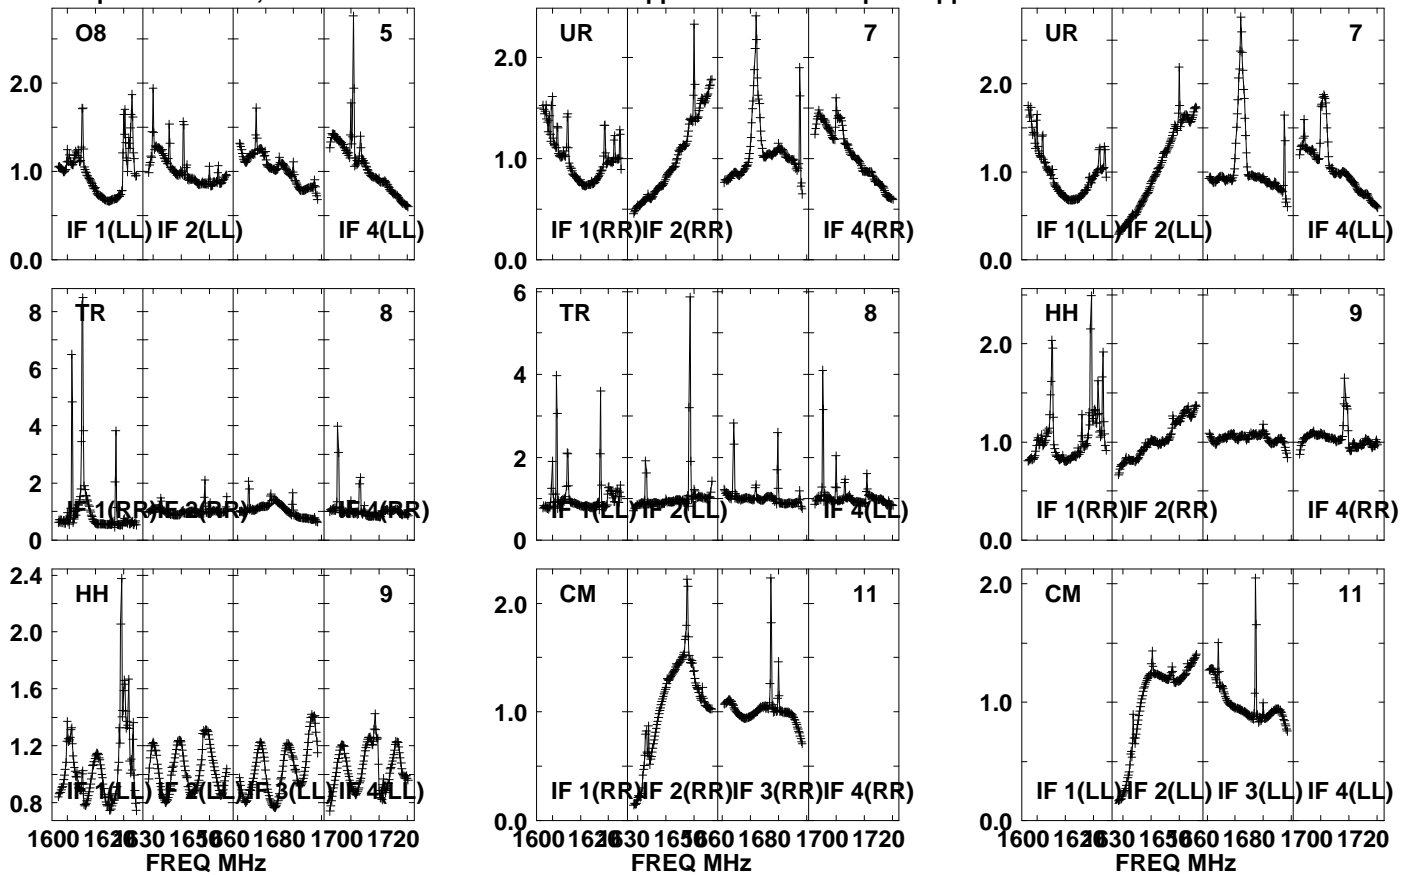 O8 5
2.0
1.0
0.0
IF 1(LL) IF 2(LL) IF 4(LL)
UR 7
2.0
1.0
0.0
IF 1(RR) IF 2(RR) IF 4(RR)
UR 7
2.0
1.0
0.0
IF 1(LL) IF 2(LL) IF 4(LL)
TR 8
8
6
4
2
0
IF 1(RR) IF 2(RR) IF 4(RR)
TR 8
6
4
2
0
IF 1(LL) IF 2(LL) IF 4(LL)
HH 9
2.0
1.0
0.0
IF 1(RR) IF 2(RR) IF 4(RR)
HH 9
2.4
2.0
1.6
1.2
0.8
IF 1(LL) IF 2(LL) IF 3(LL) IF 4(LL)
1600 1620 1630 1650 1660 1680 1700 1720
FREQ MHz
CM 11
2.0
1.0
0.0
IF 1(RR) IF 2(RR) IF 3(RR) IF 4(RR)
1600 1620 1630 1650 1660 1680 1700 1720
CM 11
2.0
1.0
0.0
IF 1(LL) IF 2(LL) IF 3(LL) IF 4(LL)
1600 1620 1630 1650 1660 1680 1700 1720
FREQ MHz